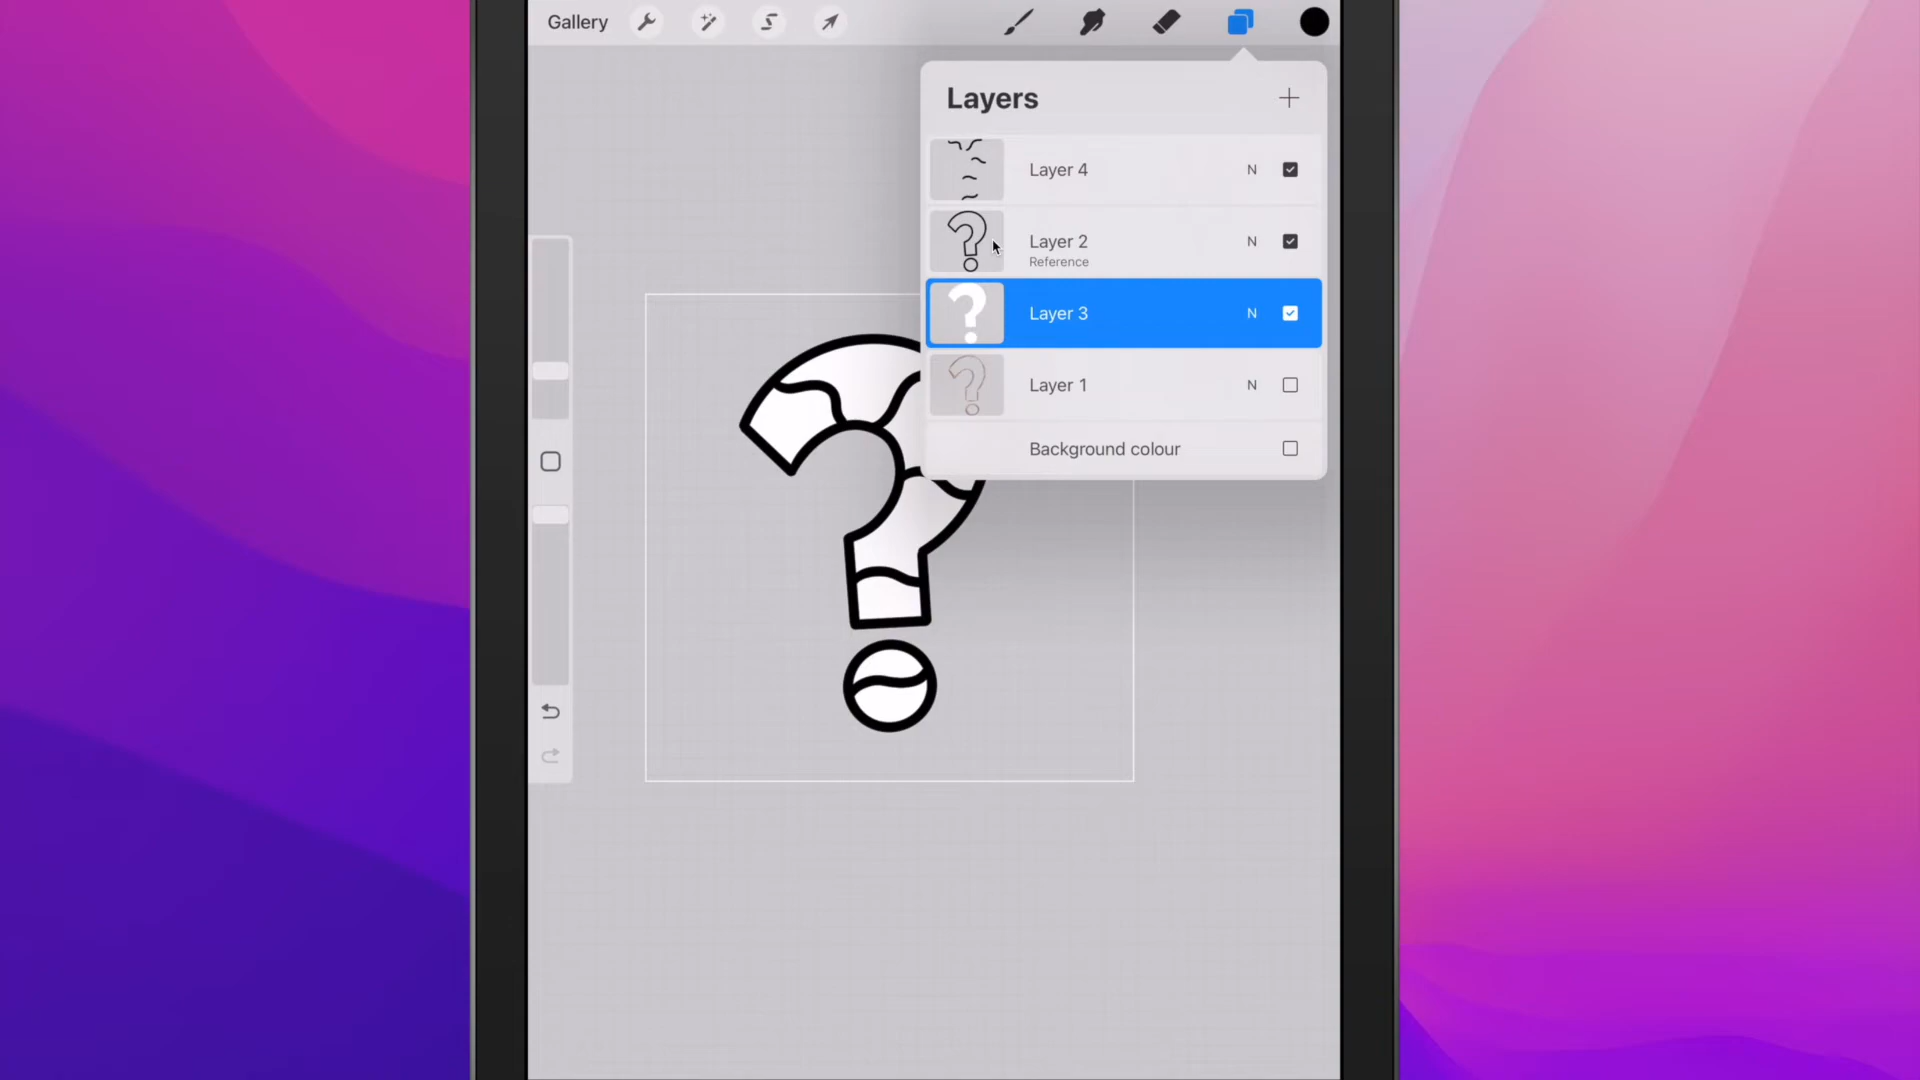 Gallery
Layers
Layer 4 N
Layer 2 N
Reference
Layer 3 N
Layer 1 N
Background colour
?